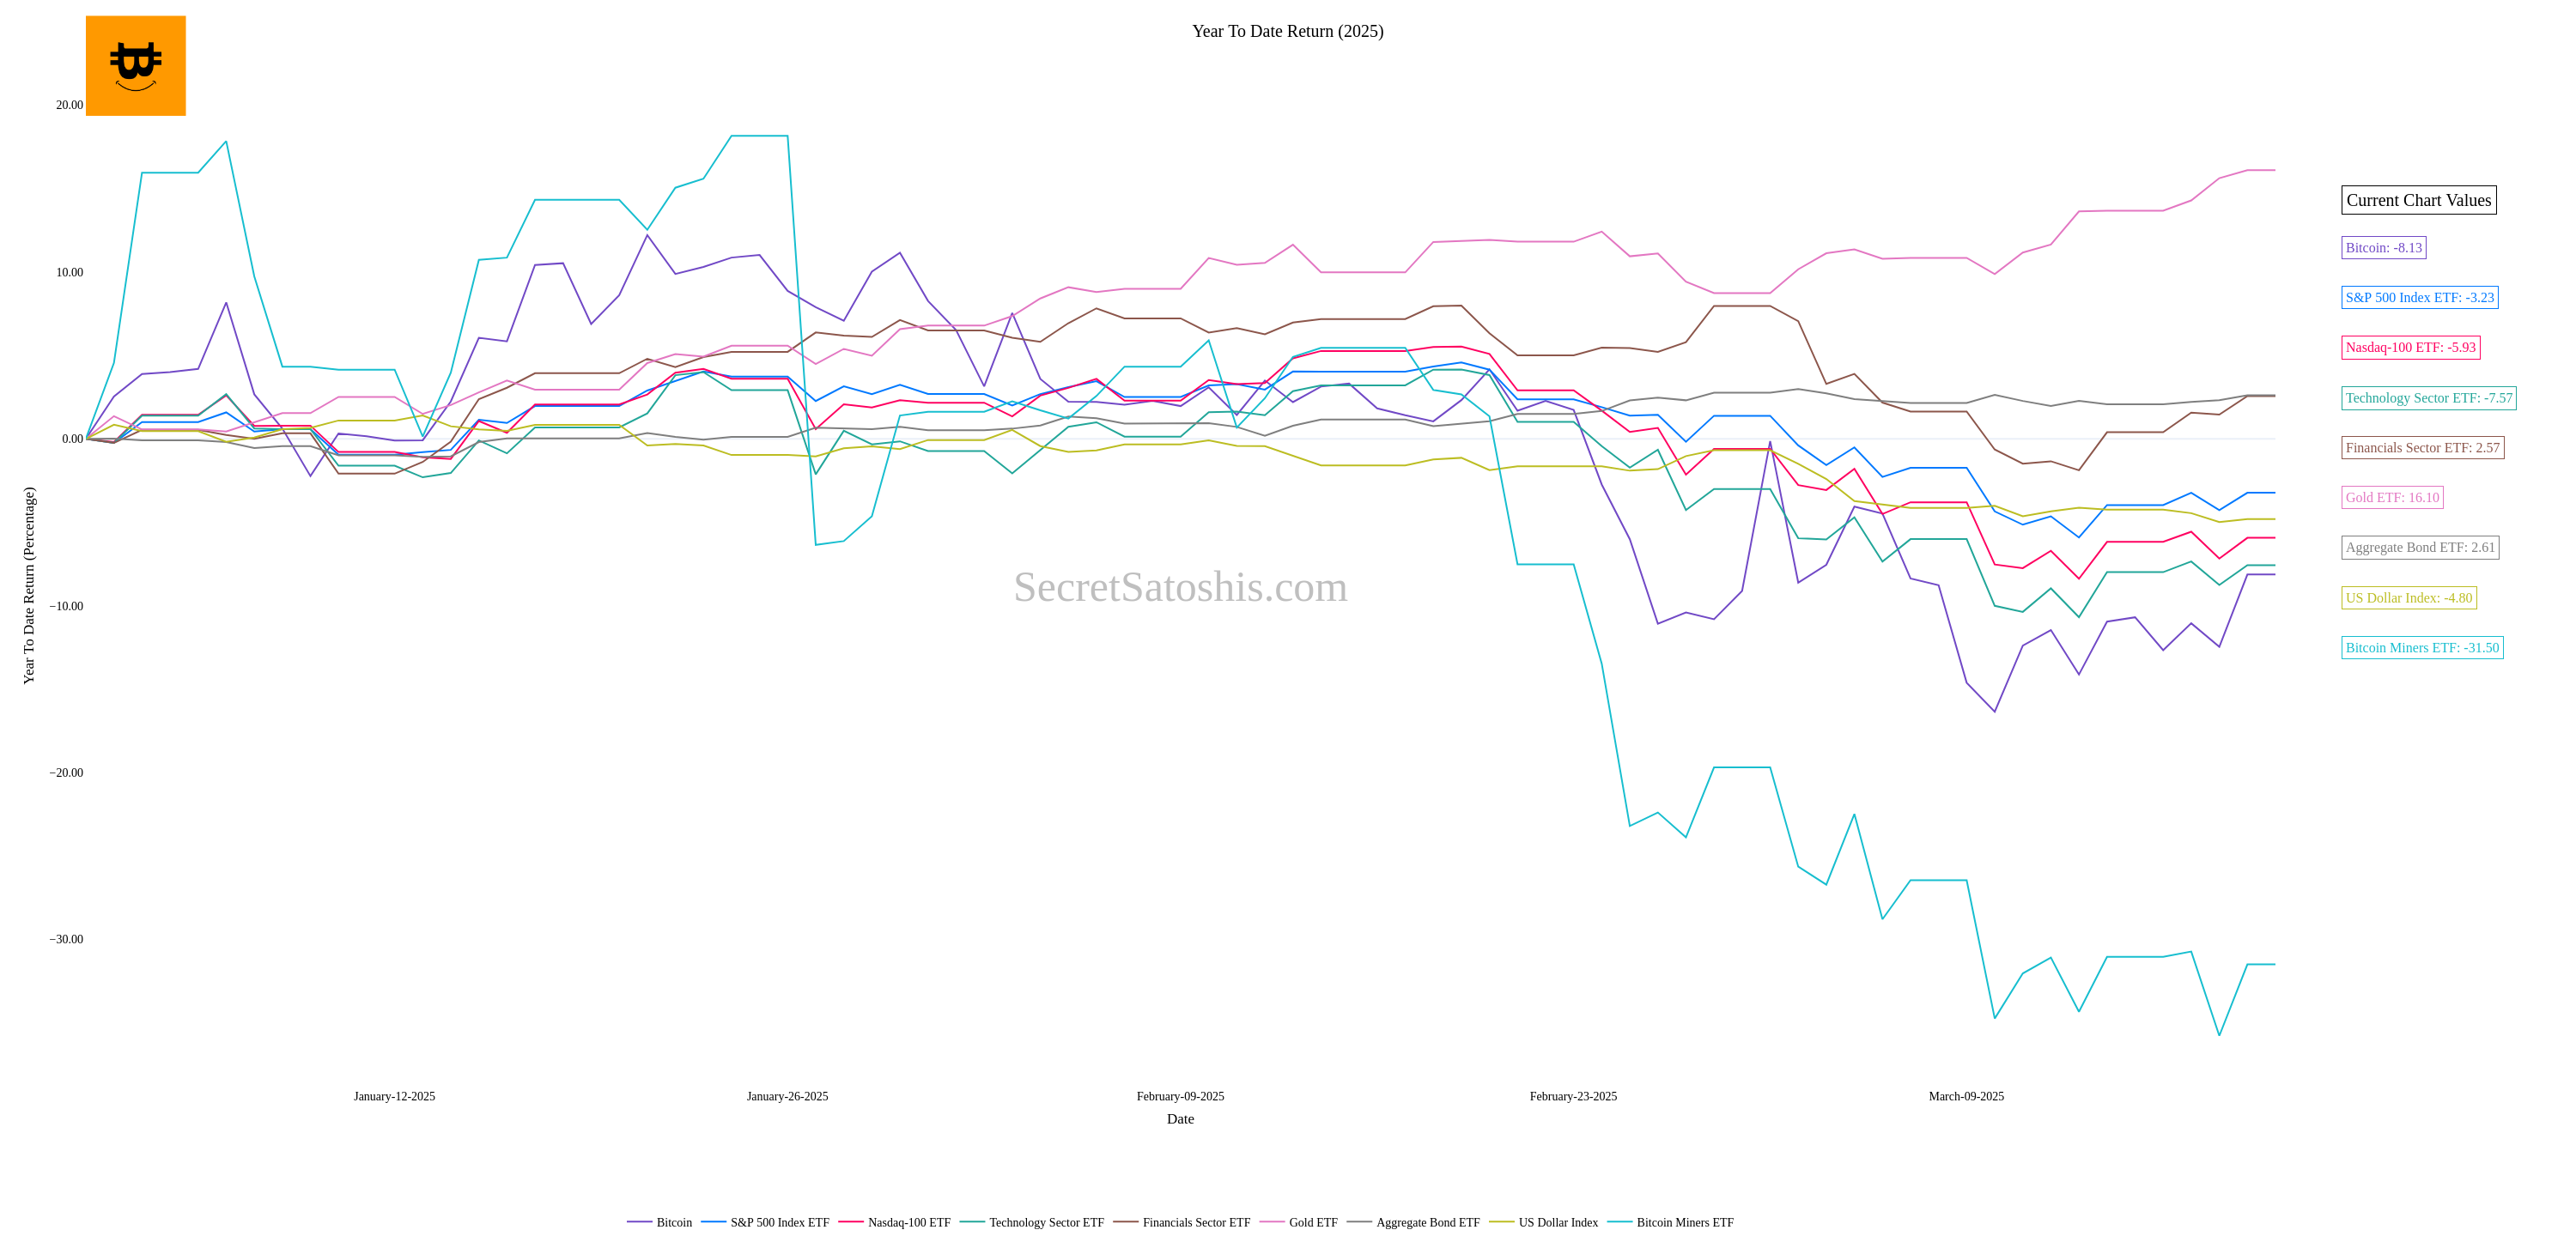 Year To Date Return (2025)
20.00
10.00
0.00
−10.00
−20.00
−30.00
Year To Date Return (Percentage)
SecretSatoshis.com
Current Chart Values
Bitcoin: -8.13
S&P 500 Index ETF: -3.23
Nasdaq-100 ETF: -5.93
Technology Sector ETF: -7.57
Financials Sector ETF: 2.57
Gold ETF: 16.10
Aggregate Bond ETF: 2.61
US Dollar Index: -4.80
Bitcoin Miners ETF: -31.50
January-12-2025 January-26-2025 February-09-2025 February-23-2025 March-09-2025
Date
Bitcoin S&P 500 Index ETF Nasdaq-100 ETF Technology Sector ETF Financials Sector ETF Gold ETF Aggregate Bond ETF US Dollar Index Bitcoin Miners ETF